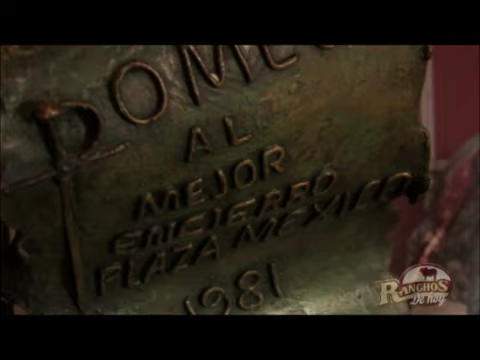 AL
MEJOR
ENCIERRO
PLAZA MEXICO
1981
RANCHOS
De hoy